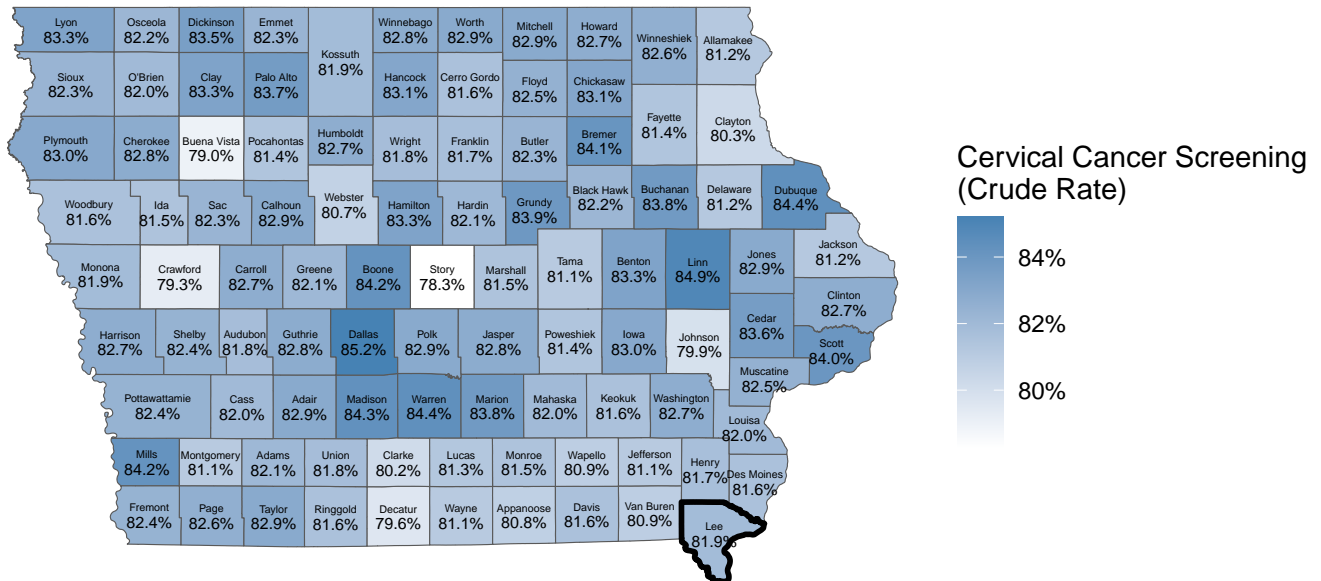 Lyon
83.3%
Osceola
82.2%
Dickinson
83.5%
Emmet
82.3%
Kossuth
81.9%
Winnebago
82.8%
Worth
82.9%
Mitchell
82.9%
Howard
82.7%
Winneshiek
82.6%
Allamakee
81.2%
Sioux
82.3%
O'Brien
82.0%
Clay
83.3%
Palo Alto
83.7%
Hancock
83.1%
Cerro Gordo
81.6%
Floyd
82.5%
Chickasaw
83.1%
Plymouth
83.0%
Cherokee
82.8%
Buena Vista
79.0%
Pocahontas
81.4%
Humboldt
82.7%
Wright
81.8%
Franklin
81.7%
Butler
82.3%
Bremer
84.1%
Fayette
81.4%
Clayton
80.3%
Woodbury
81.6%
Ida
81.5%
Sac
82.3%
Calhoun
82.9%
Webster
80.7%
Hamilton
83.3%
Hardin
82.1%
Grundy
83.9%
Black Hawk
82.2%
Buchanan
83.8%
Delaware
81.2%
Dubuque
84.4%
Monona
81.9%
Crawford
79.3%
Carroll
82.7%
Greene
82.1%
Boone
84.2%
Story
78.3%
Marshall
81.5%
Tama
81.1%
Benton
83.3%
Linn
84.9%
Jones
82.9%
Jackson
81.2%
Clinton
82.7%
Harrison
82.7%
Shelby
82.4%
Audubon
81.8%
Guthrie
82.8%
Dallas
85.2%
Polk
82.9%
Jasper
82.8%
Poweshiek
81.4%
Iowa
83.0%
Johnson
79.9%
Cedar
83.6%
Scott
84.0%
Muscatine
82.5%
Pottawattamie
82.4%
Cass
82.0%
Adair
82.9%
Madison
84.3%
Warren
84.4%
Marion
83.8%
Mahaska
82.0%
Keokuk
81.6%
Washington
82.7%
Louisa
82.0%
Mills
84.2%
Montgomery
81.1%
Adams
82.1%
Union
81.8%
Clarke
80.2%
Lucas
81.3%
Monroe
81.5%
Wapello
80.9%
Jefferson
81.1%
Henry
81.7%
Des Moines
81.6%
Fremont
82.4%
Page
82.6%
Taylor
82.9%
Ringgold
81.6%
Decatur
79.6%
Wayne
81.1%
Appanoose
80.8%
Davis
81.6%
Van Buren
80.9%
Lee
81.9%
Cervical Cancer Screening
(Crude Rate)
84%
82%
80%